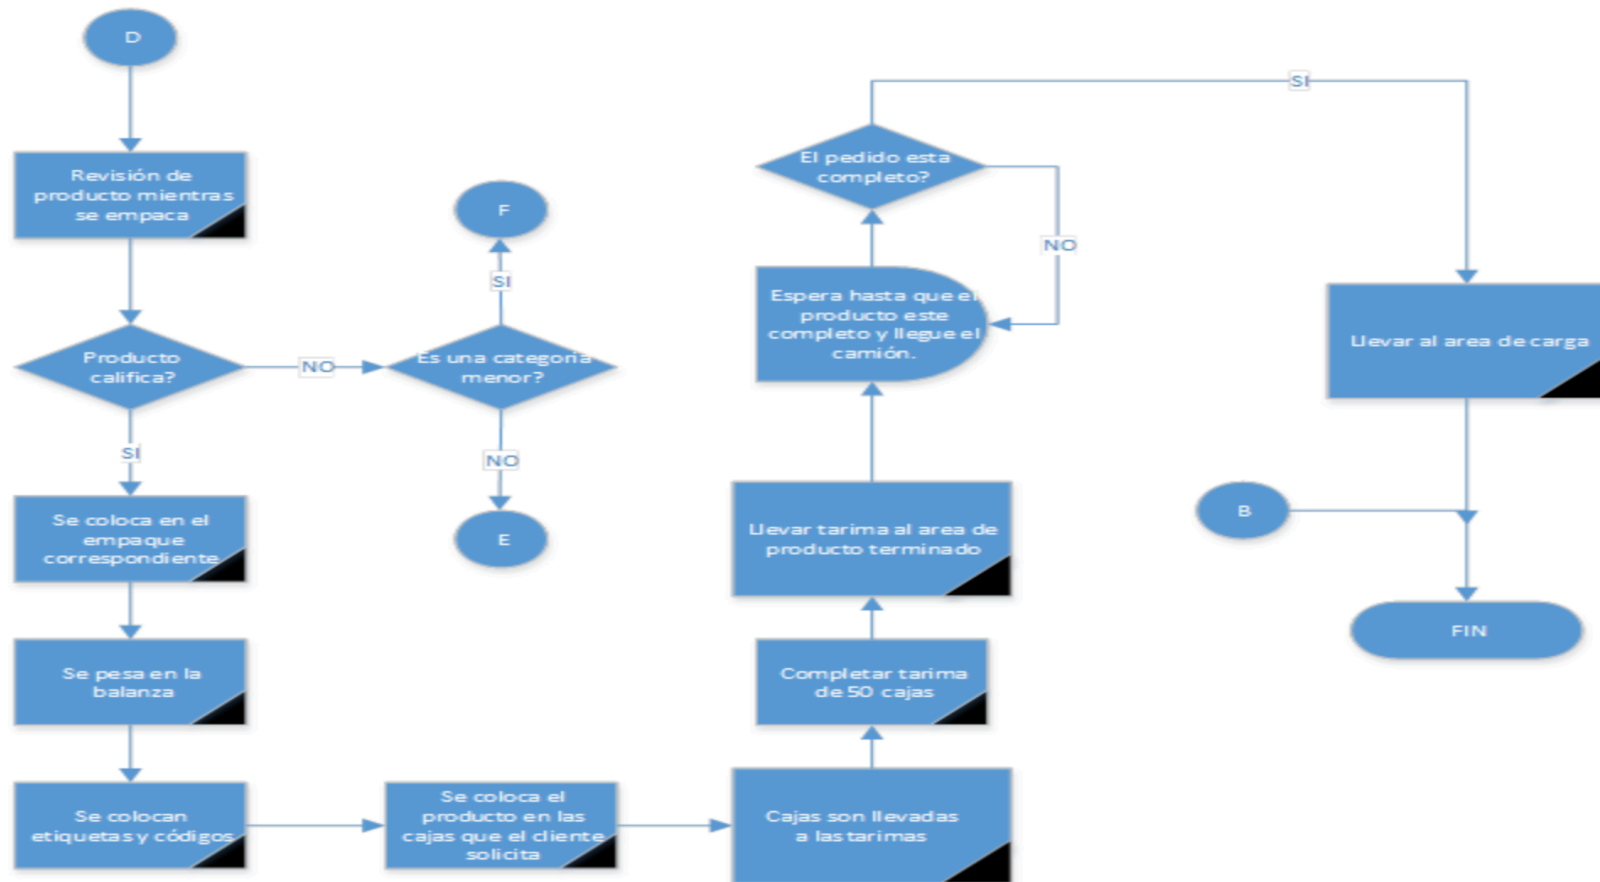 D
Revisión de
producto mientras
se empaca
Producto
califica?
NO
Es una categoria
menor?
SI
F
NO
E
SI
Se coloca en el
empaque
correspondiente
Se pesa en la
balanza
Se colocan
etiquetas y códigos
Se coloca el
producto en las
cajas que el cliente
solicita
Cajas son llevadas
a las tarimas
Completar tarima
de 50 cajas
Llevar tarima al area de
producto terminado
Espera hasta que el
producto este
completo y llegue el
camión.
El pedido esta
completo?
NO
SI
Llevar al area de carga
B
FIN